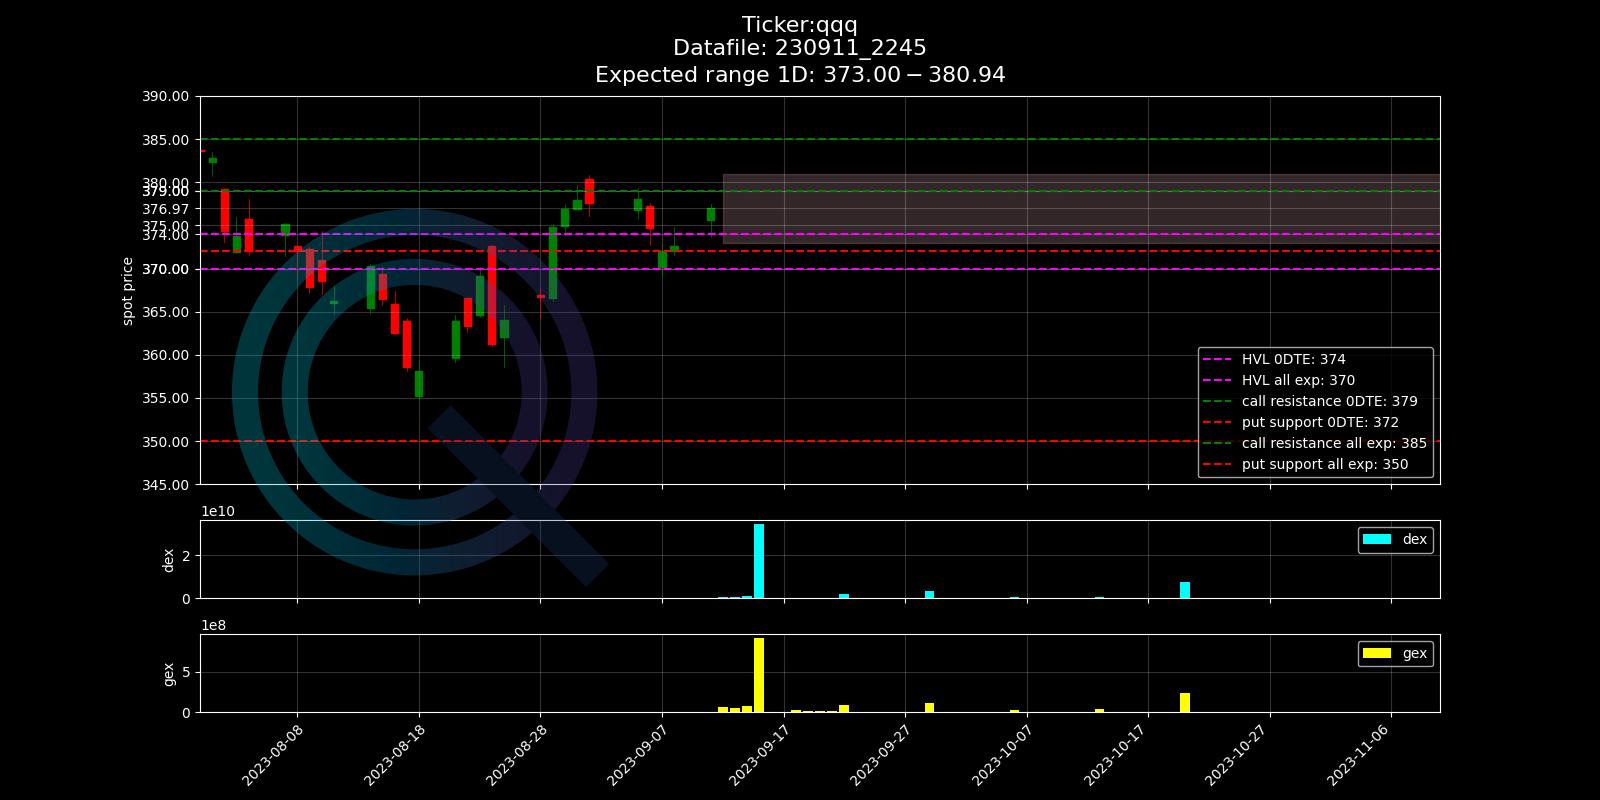 Ticker:qqq
Datafile: 230911_2245
Expected range 1D: 373.00 − 380.94
390.00
385.00
380.00
379.00
376.97
375.00
374.00
370.00
365.00
360.00
355.00
350.00
345.00
spot price
HVL 0DTE: 374
HVL all exp: 370
call resistance 0DTE: 379
put support 0DTE: 372
call resistance all exp: 385
put support all exp: 350
1e10
2
0
dex
dex
1e8
5
0
gex
gex
2023-08-08
2023-08-18
2023-08-28
2023-09-07
2023-09-17
2023-09-27
2023-10-07
2023-10-17
2023-10-27
2023-11-06